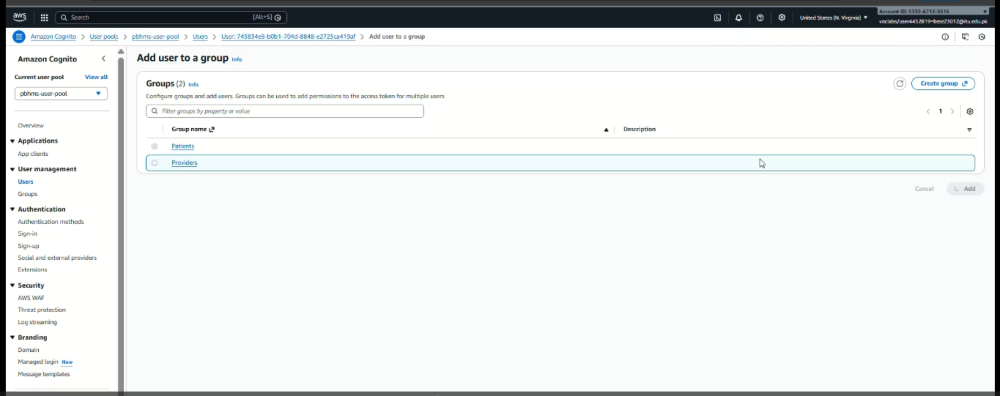 aws
Search [Alt+S]
United States (N. Virginia)
Account ID: 5332-6712-5516
voclabs/user4452819=bsse23012@itu.edu.pk
Amazon Cognito > User pools > pbhms-user-pool > Users > User: 743834e8-b0b1-704d-8848-e2725ca419af > Add user to a group
Amazon Cognito
Current user pool View all
pbhms-user-pool
Overview
Applications
App clients
User management
Users
Groups
Authentication
Authentication methods
Sign-in
Sign-up
Social and external providers
Extensions
Security
AWS WAF
Threat protection
Log streaming
Branding
Domain
Managed login New
Message templates
Add user to a group Info
Groups (2) Info
Create group
Configure groups and add users. Groups can be used to add permissions to the access token for multiple users
Filter groups by property or value
1
Group name Description
Patients
Providers
Cancel Add